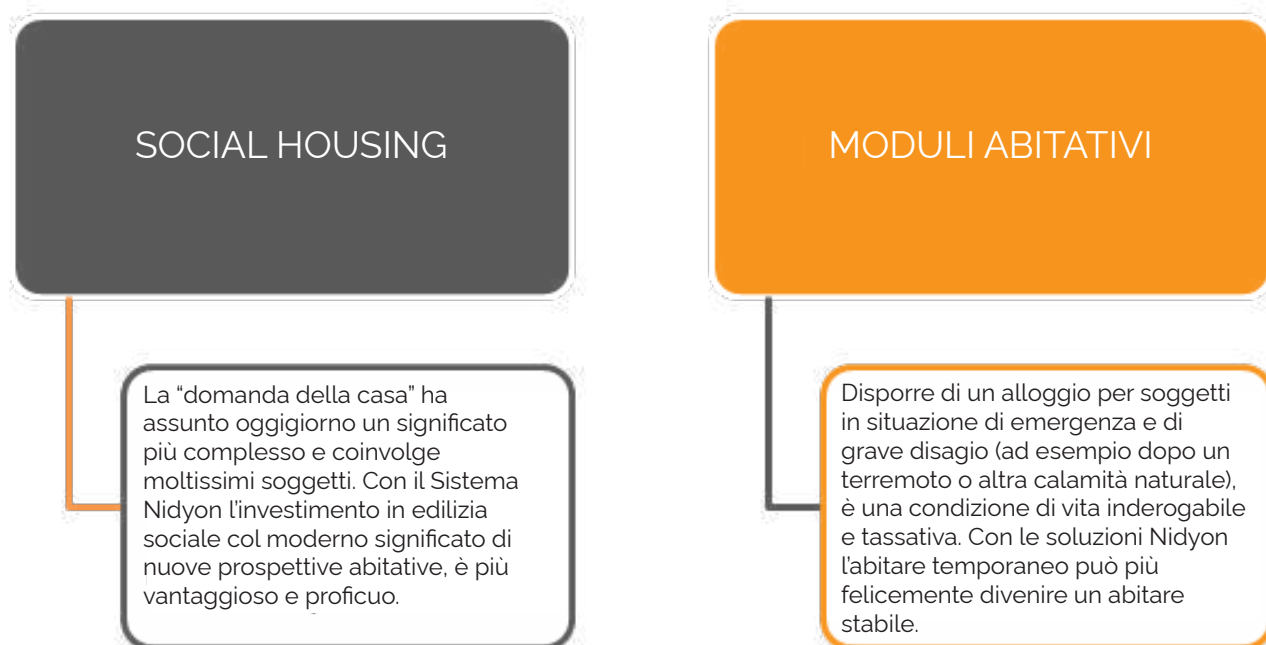 SOCIAL HOUSING
La “domanda della casa” ha
assunto oggigiorno un significato
più complesso e coinvolge
moltissimi soggetti. Con il Sistema
Nidyon l’investimento in edilizia
sociale col moderno significato di
nuove prospettive abitative, è più
vantaggioso e proficuo.
MODULI ABITATIVI
Disporre di un alloggio per soggetti
in situazione di emergenza e di
grave disagio (ad esempio dopo un
terremoto o altra calamità naturale),
è una condizione di vita inderogabile
e tassativa. Con le soluzioni Nidyon
l’abitare temporaneo può più
felicemente divenire un abitare
stabile.